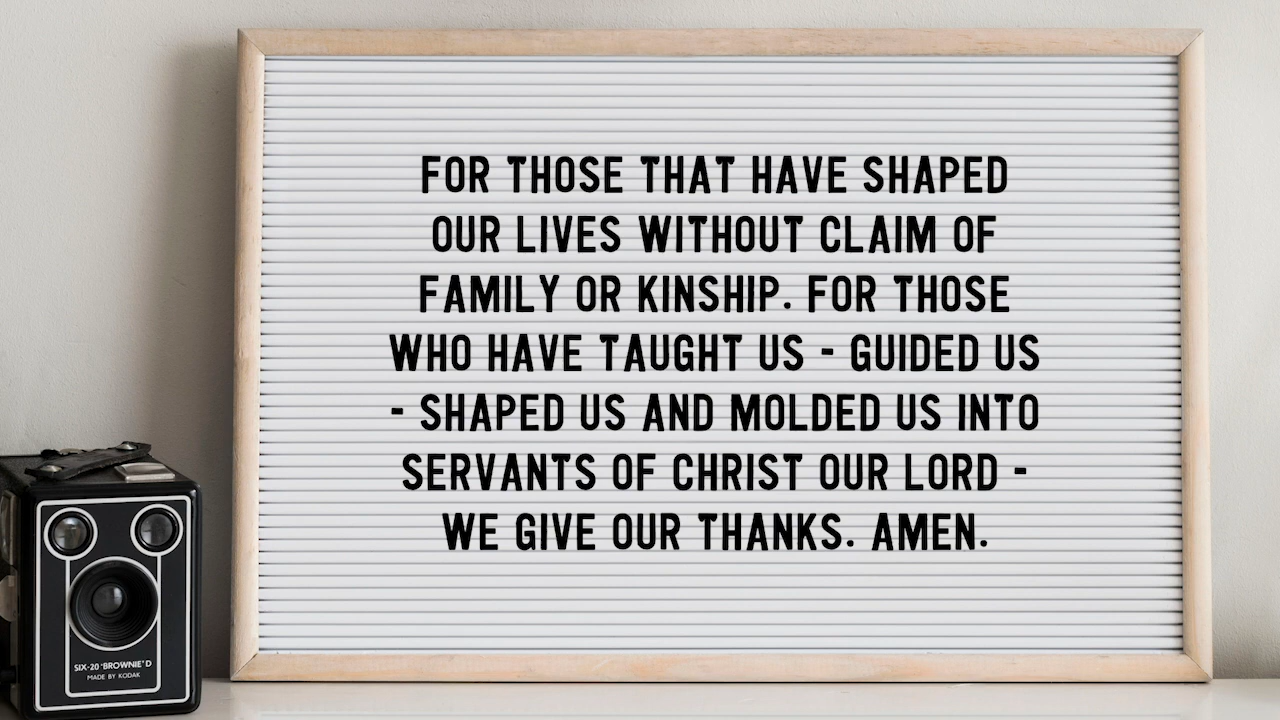 FOR THOSE THAT HAVE SHAPED
OUR LIVES WITHOUT CLAIM OF
FAMILY OR KINSHIP. FOR THOSE
WHO HAVE TAUGHT US - GUIDED US
- SHAPED US AND MOLDED US INTO
SERVANTS OF CHRIST OUR LORD -
WE GIVE OUR THANKS. AMEN.
SIX-20 'BROWNIE' D
MADE BY KODAK